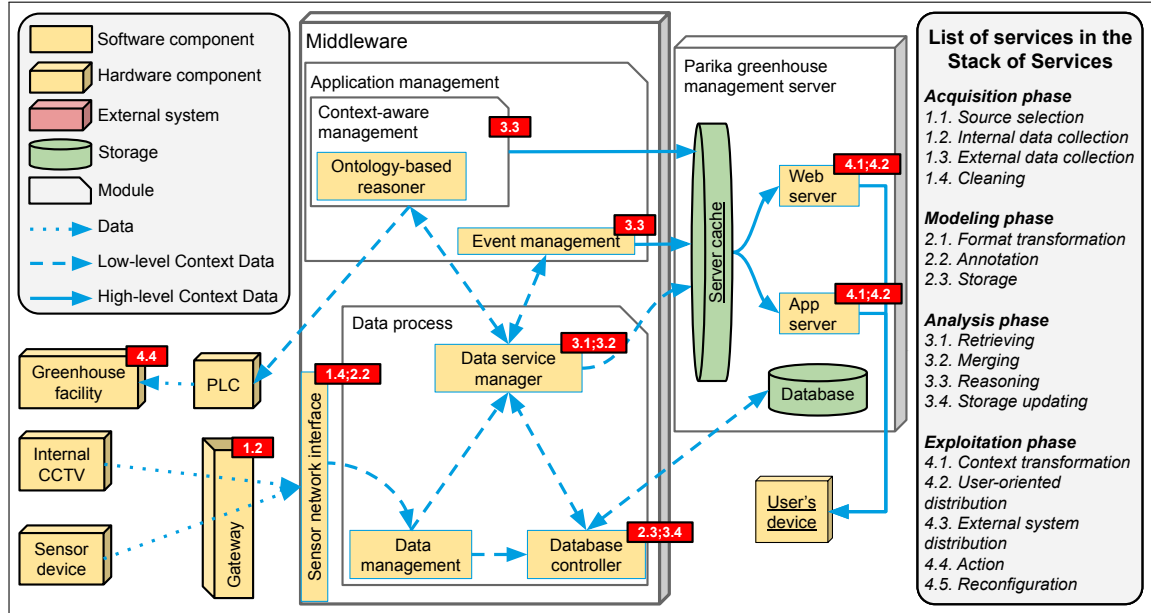 Software component
Hardware component
External system
Storage
Module
Data
Low-level Context Data
High-level Context Data
Middleware
Application management
Context-aware
management
3.3
Ontology-based
reasoner
3.3
Event management
Data process
3.1;3.2
Data service
manager
1.4;2.2
Sensor network interface
Data
management
2.3;3.4
Database
controller
4.4
Greenhouse
facility
PLC
Internal
CCTV
1.2
Gateway
Sensor
device
Parika greenhouse
management server
Server cache
4.1;4.2
Web
server
4.1;4.2
App
server
Database
User's
device
List of services in the
Stack of Services
Acquisition phase
1.1. Source selection
1.2. Internal data collection
1.3. External data collection
1.4. Cleaning
Modeling phase
2.1. Format transformation
2.2. Annotation
2.3. Storage
Analysis phase
3.1. Retrieving
3.2. Merging
3.3. Reasoning
3.4. Storage updating
Exploitation phase
4.1. Context transformation
4.2. User-oriented
distribution
4.3. External system
distribution
4.4. Action
4.5. Reconfiguration